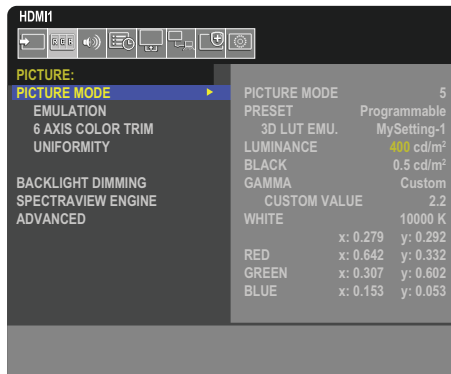 HDMI1
PICTURE:
PICTURE MODE
EMULATION
6 AXIS COLOR TRIM
UNIFORMITY
BACKLIGHT DIMMING
SPECTRAVIEW ENGINE
ADVANCED
PICTURE MODE 5
PRESET Programmable
3D LUT EMU. MySetting-1
LUMINANCE 400 cd/m²
BLACK 0.5 cd/m²
GAMMA Custom
CUSTOM VALUE 2.2
WHITE 10000 K
x: 0.279 y: 0.292
RED x: 0.642 y: 0.332
GREEN x: 0.307 y: 0.602
BLUE x: 0.153 y: 0.053